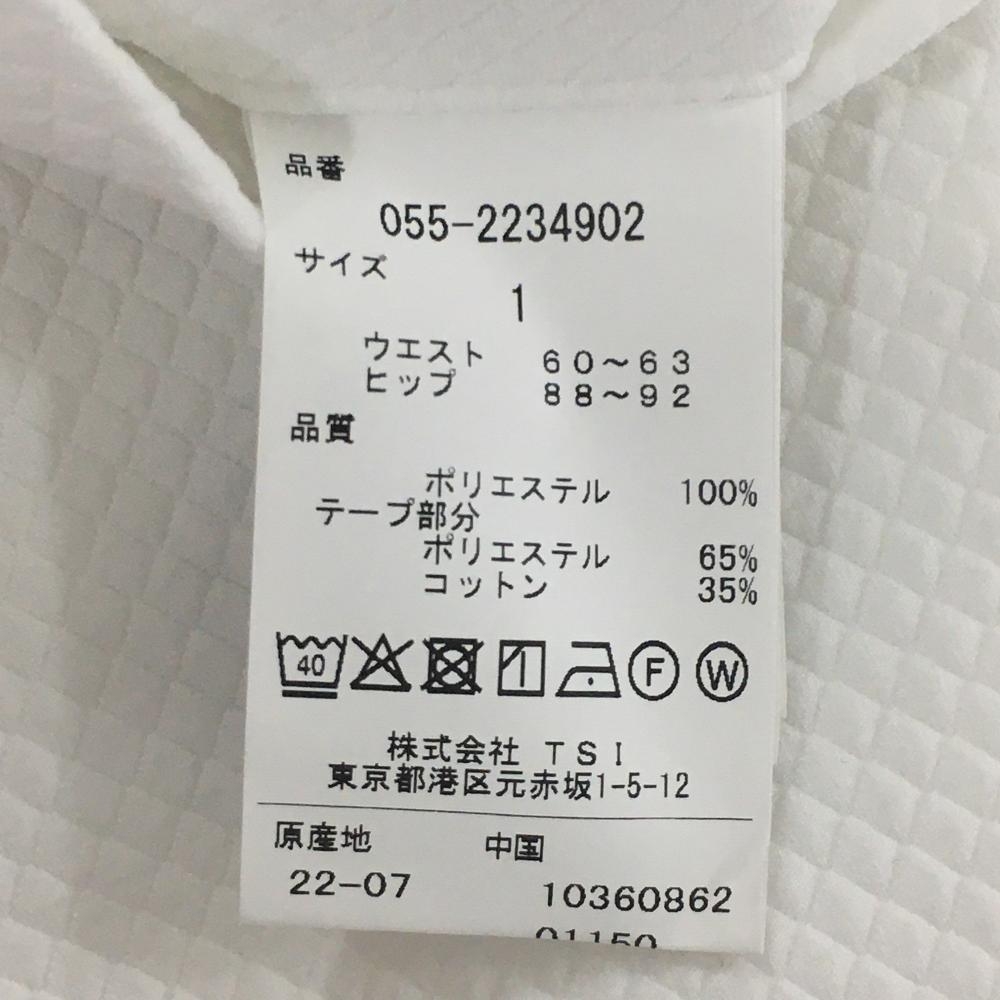 品番
055-2234902
サイズ
1
ウエスト 60～63
ヒップ 88～92
品質
ポリエステル 100%
テープ部分
ポリエステル 65%
コットン 35%
40 F W
株式会社 TSI
東京都港区元赤坂1-5-12
原産地 中国
22-07 10360862
01150